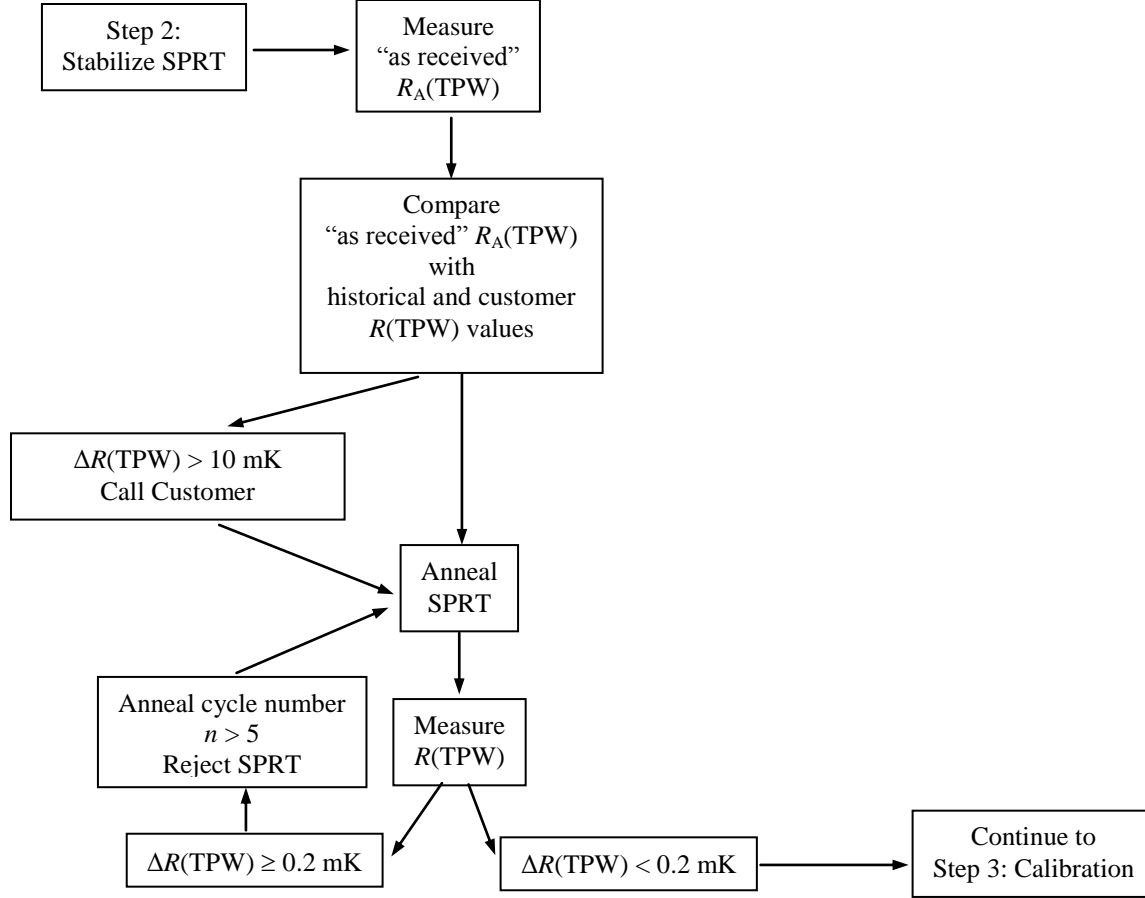 Step 2:
Stabilize SPRT
Measure
“as received”
R_A(TPW)
Compare
“as received” R_A(TPW)
with
historical and customer
R(TPW) values
ΔR(TPW) > 10 mK
Call Customer
Anneal
SPRT
Anneal cycle number
n > 5
Reject SPRT
Measure
R(TPW)
ΔR(TPW) ≥ 0.2 mK
ΔR(TPW) < 0.2 mK
Continue to
Step 3: Calibration